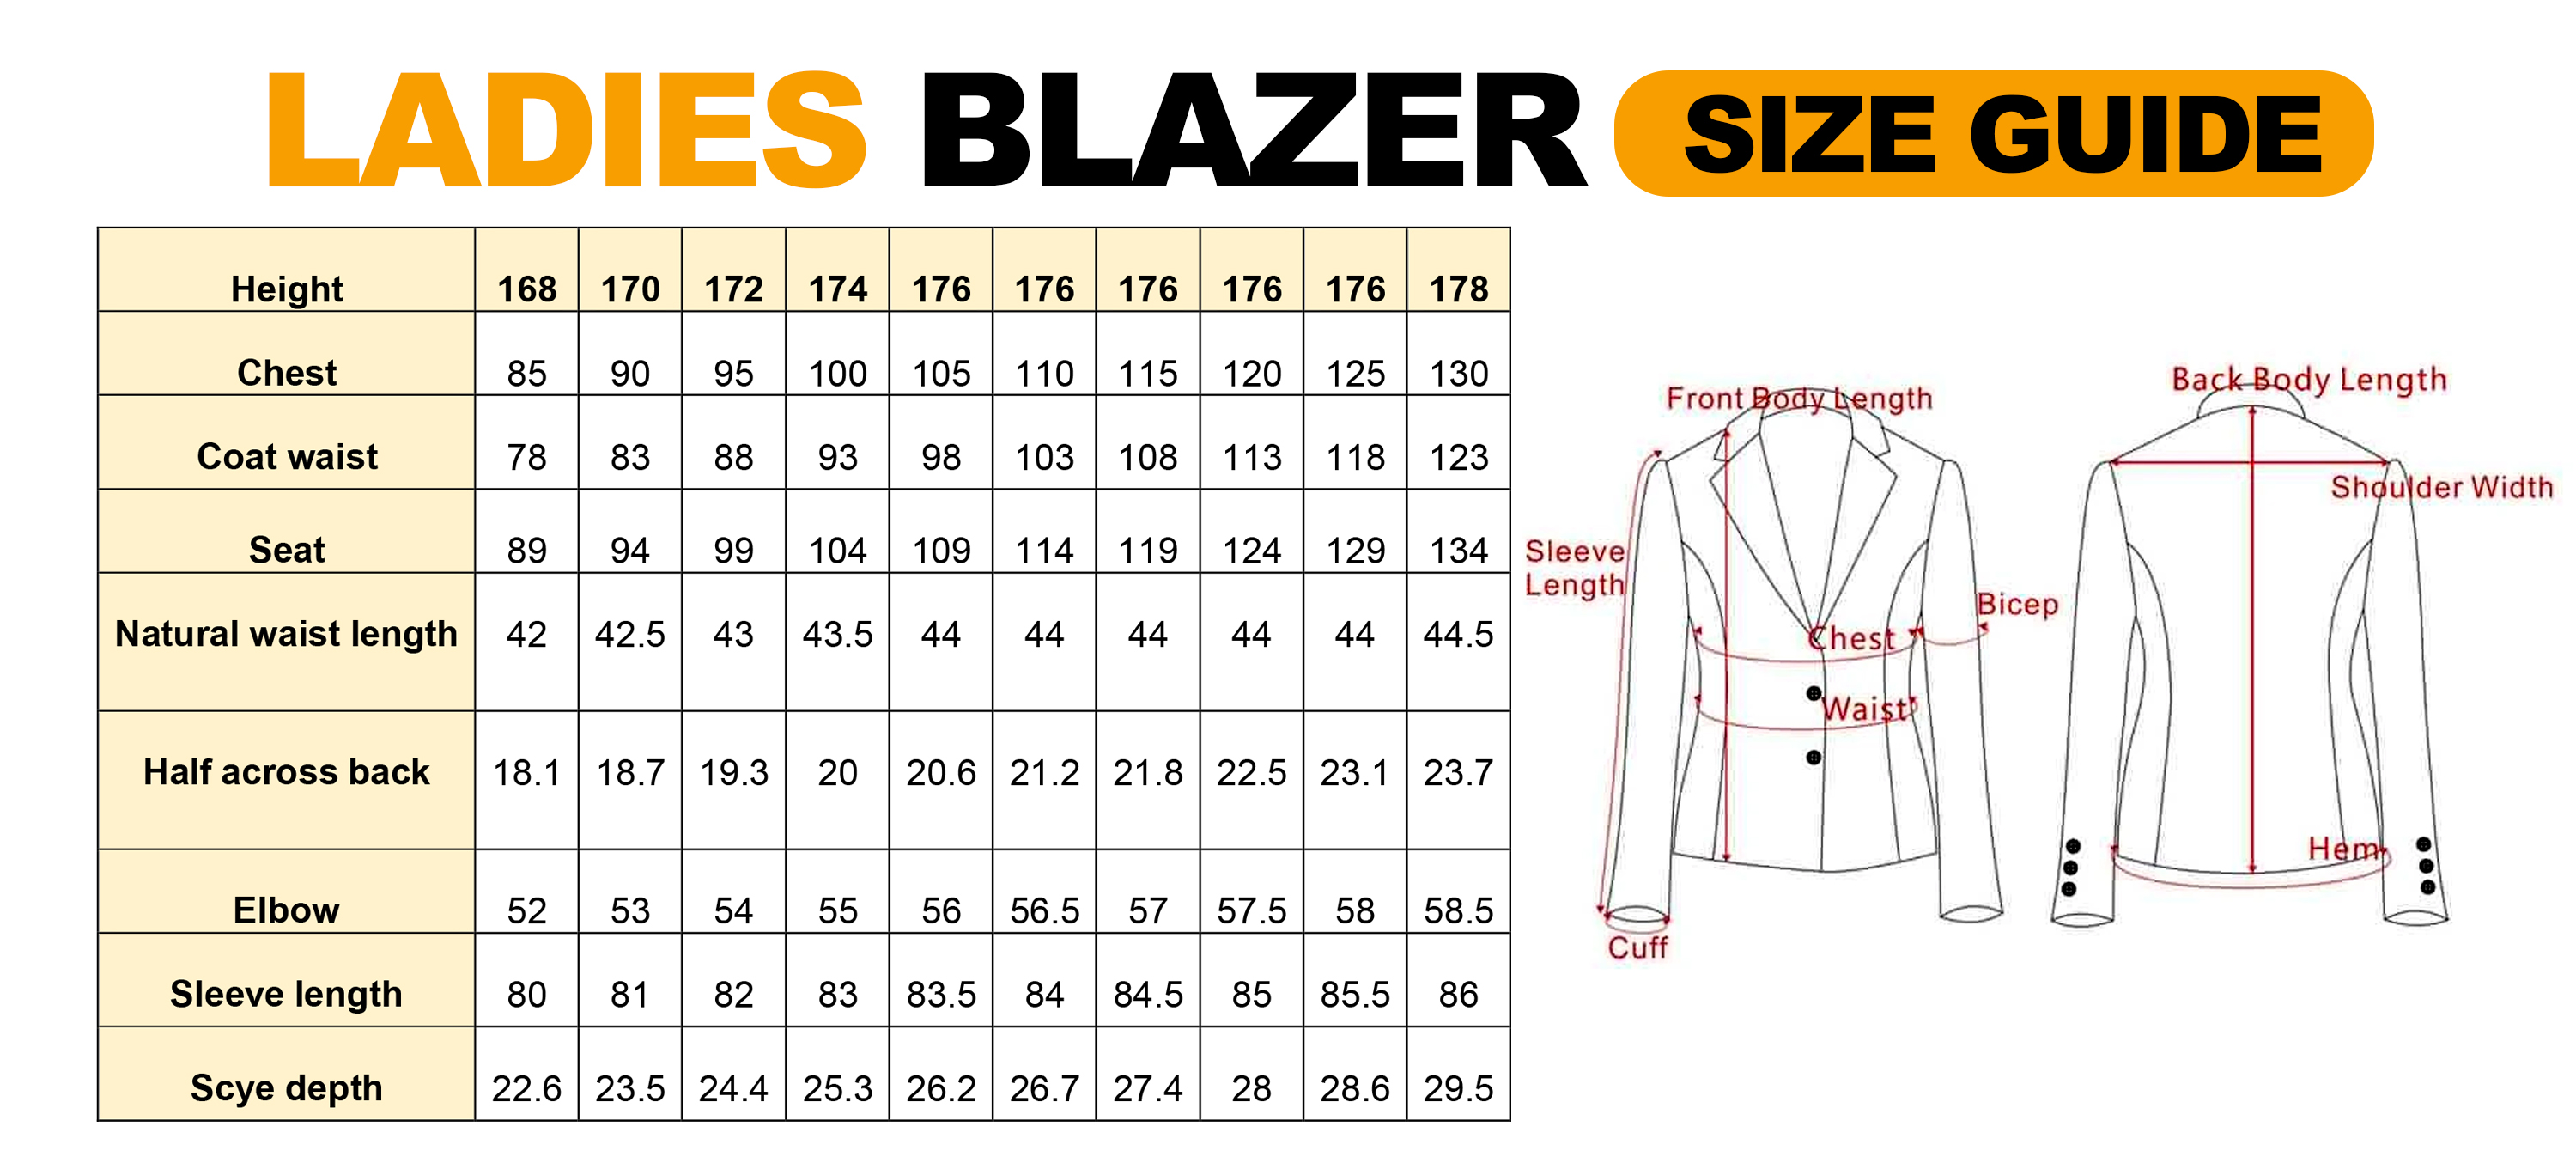 LADIES BLAZER SIZE GUIDE
Height 168 170 172 174 176 176 176 176 176 178
Chest 85 90 95 100 105 110 115 120 125 130
Coat waist 78 83 88 93 98 103 108 113 118 123
Seat 89 94 99 104 109 114 119 124 129 134
Natural waist length 42 42.5 43 43.5 44 44 44 44 44 44.5
Half across back 18.1 18.7 19.3 20 20.6 21.2 21.8 22.5 23.1 23.7
Elbow 52 53 54 55 56 56.5 57 57.5 58 58.5
Sleeve length 80 81 82 83 83.5 84 84.5 85 85.5 86
Scye depth 22.6 23.5 24.4 25.3 26.2 26.7 27.4 28 28.6 29.5
Front Body Length
Sleeve
Length
Bicep
Chest
Waist
Cuff
Back Body Length
Shoulder Width
Hem